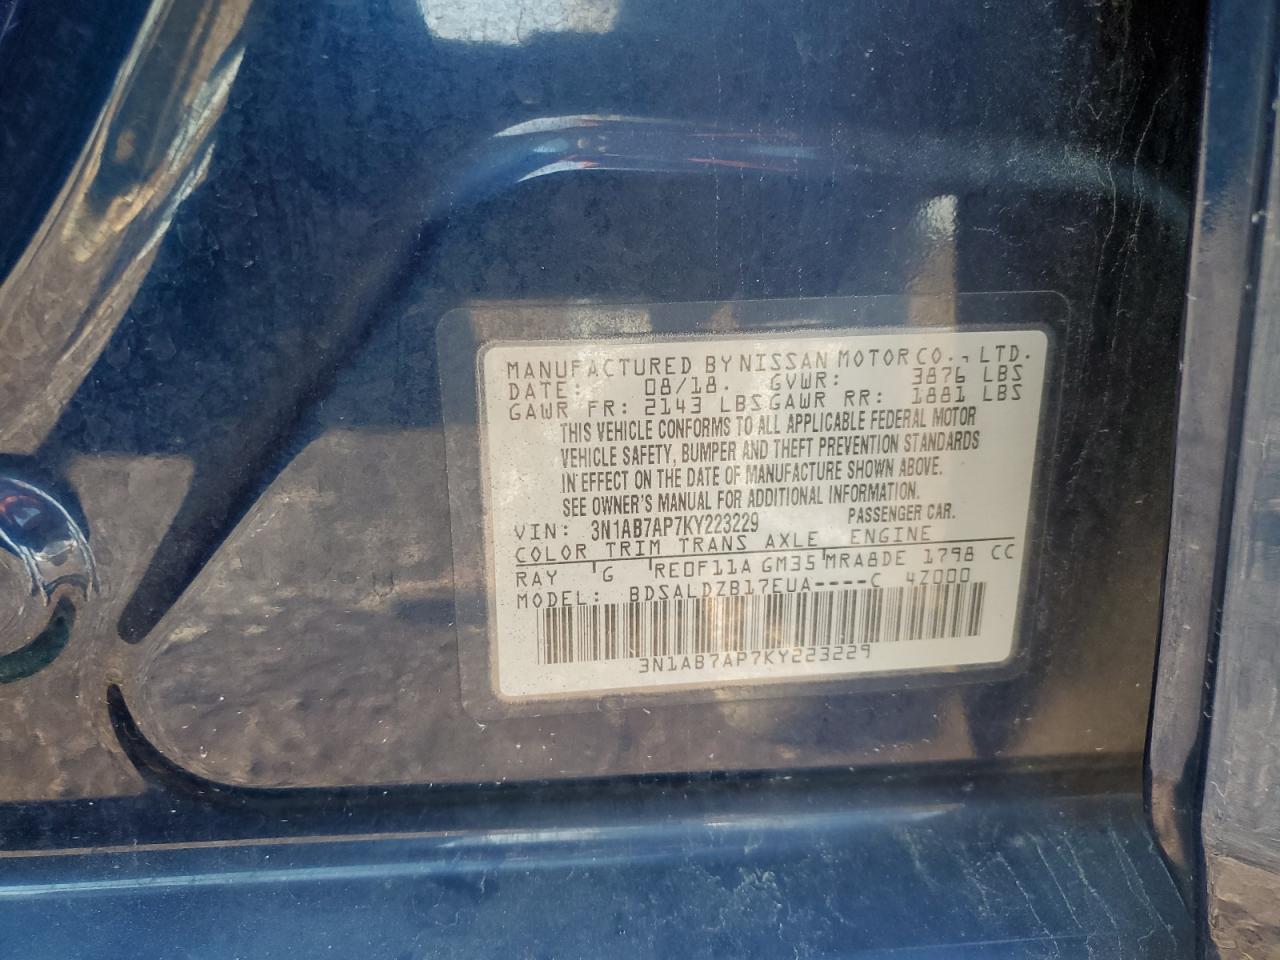 MANUFACTURED BY NISSAN MOTOR CO., LTD.
DATE: 08/18. GVWR: 3876 LBS
GAWR FR: 2143 LBS GAWR RR: 1881 LBS
THIS VEHICLE CONFORMS TO ALL APPLICABLE FEDERAL MOTOR
VEHICLE SAFETY, BUMPER AND THEFT PREVENTION STANDARDS
IN EFFECT ON THE DATE OF MANUFACTURE SHOWN ABOVE.
SEE OWNER'S MANUAL FOR ADDITIONAL INFORMATION.
VIN: 3N1AB7AP7KY223229 PASSENGER CAR.
COLOR TRIM TRANS AXLE ENGINE
RAY G RE0F11A GM35 MRA8DE 1798 CC
MODEL: BDSALDZB17EUA----C 4Z000
3N1AB7AP7KY223229